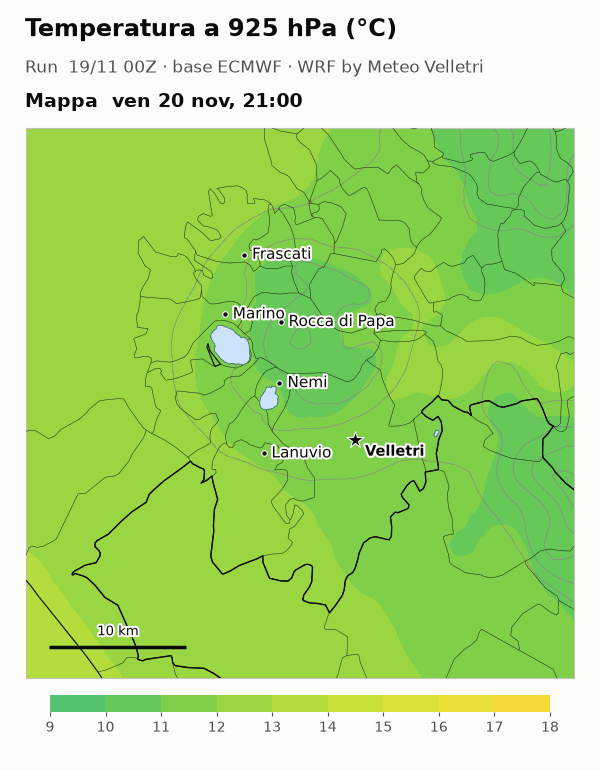 Temperatura a 925 hPa (°C)
Run  19/11 00Z · base ECMWF · WRF by Meteo Velletri
Mappa  ven 20 nov, 21:00
Frascati
Marino
Rocca di Papa
Nemi
Velletri
Lanuvio
10 km
9 10 11 12 13 14 15 16 17 18